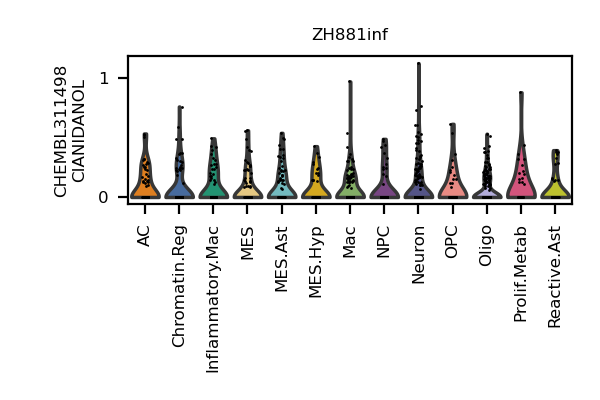 ZH881inf
CHEMBL311498
CIANIDANOL
1
0
AC
Chromatin.Reg
Inflammatory.Mac
MES
MES.Ast
MES.Hyp
Mac
NPC
Neuron
OPC
Oligo
Prolif.Metab
Reactive.Ast